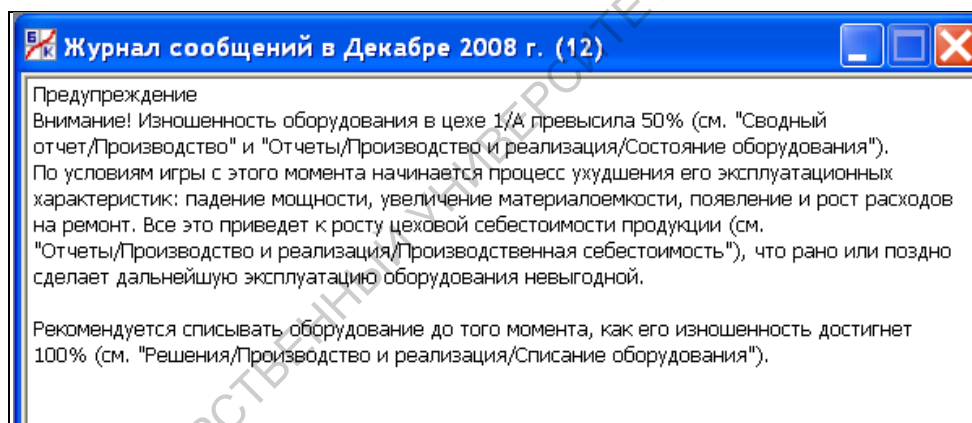 БК Журнал сообщений в Декабре 2008 г. (12)
Предупреждение
Внимание! Изношенность оборудования в цехе 1/А превысила 50% (см. "Сводный
отчет/Производство" и "Отчеты/Производство и реализация/Состояние оборудования").
По условиям игры с этого момента начинается процесс ухудшения его эксплуатационных
характеристик: падение мощности, увеличение материалоемкости, появление и рост расходов
на ремонт. Все это приведет к росту цеховой себестоимости продукции (см.
"Отчеты/Производство и реализация/Производственная себестоимость"), что рано или поздно
сделает дальнейшую эксплуатацию оборудования невыгодной.
Рекомендуется списывать оборудование до того момента, как его изношенность достигнет
100% (см. "Решения/Производство и реализация/Списание оборудования").